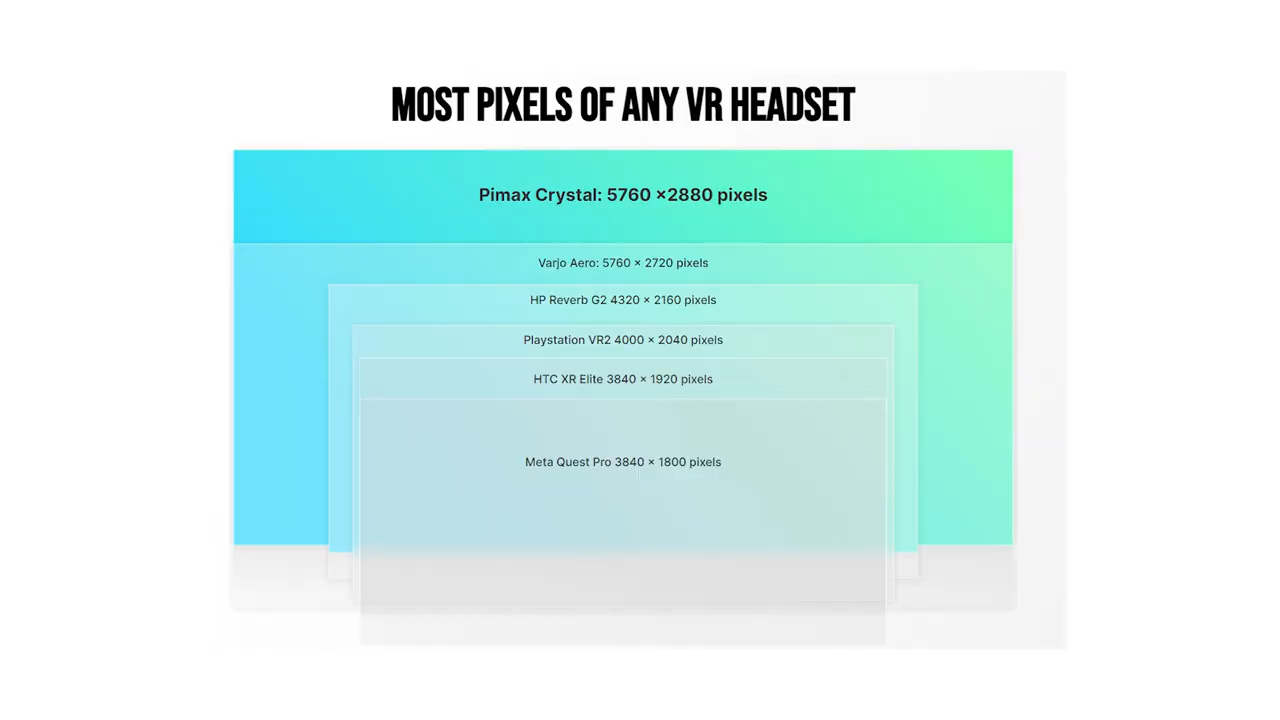 MOST PIXELS OF ANY VR HEADSET
Pimax Crystal: 5760 ×2880 pixels
Varjo Aero: 5760 × 2720 pixels
HP Reverb G2 4320 × 2160 pixels
Playstation VR2 4000 × 2040 pixels
HTC XR Elite 3840 × 1920 pixels
Meta Quest Pro 3840 × 1800 pixels